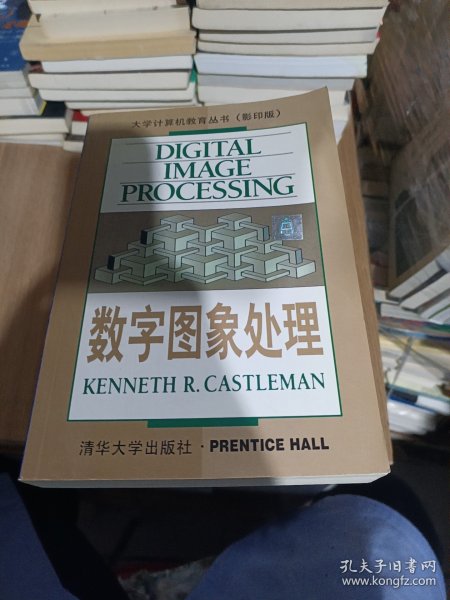 大学计算机教育丛书（影印版）
DIGITAL
IMAGE
PROCESSING
数字图象处理
KENNETH R. CASTLEMAN
清华大学出版社 · PRENTICE HALL
孔夫子旧书网
www.kongfz.com